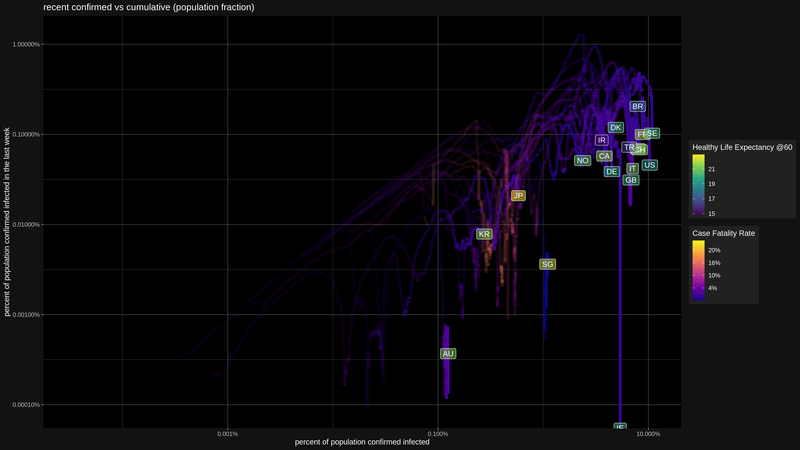 recent confirmed vs cumulative (population fraction)
percent of population confirmed infected in the last week
1.00000%
0.10000%
0.01000%
0.00100%
0.00010%
BR
DK
SE
IR
TR
CH
NO
CA
IT
US
DE
GB
JP
KR
SG
AU
IE
0.001%
0.100%
10.000%
percent of population confirmed infected
Healthy Life Expectancy @60
21
19
17
15
Case Fatality Rate
20%
16%
10%
4%